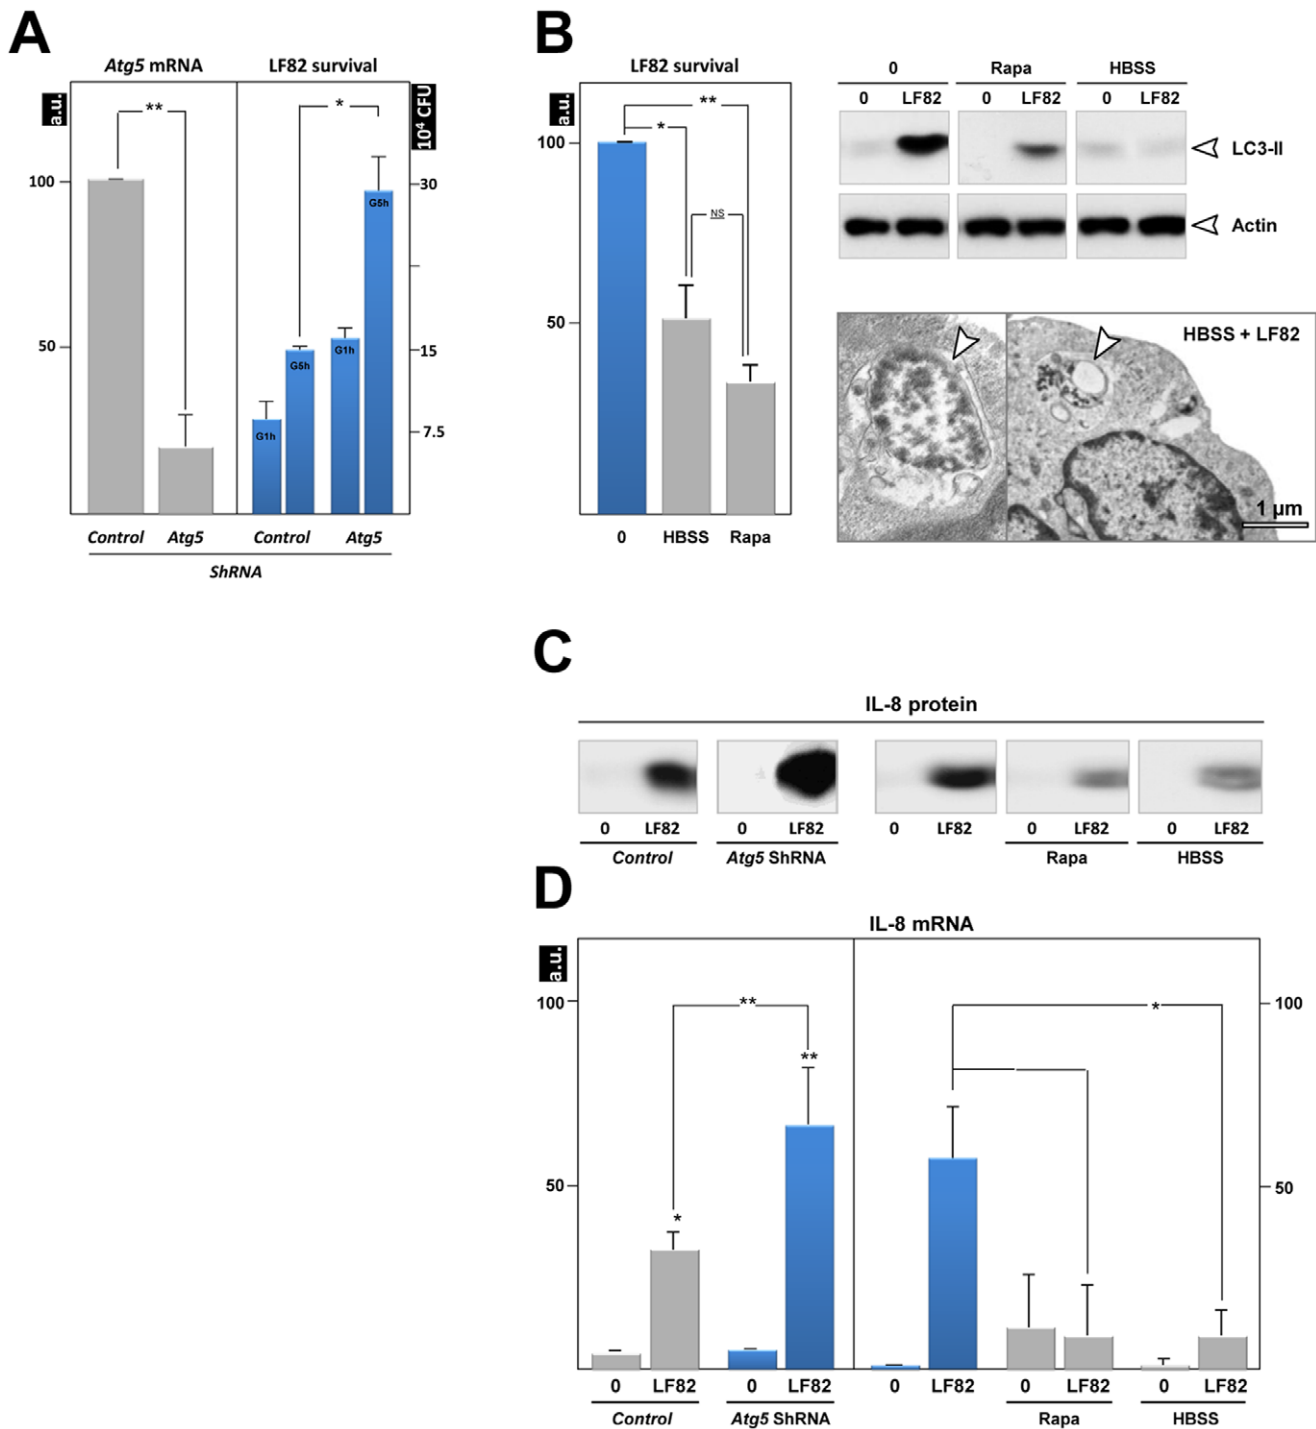 A
Atg5 mRNA
LF82 survival
a.u.
10⁴ CFU
**
*
100
50
30
15
7.5
G1h
G5h
G1h
G5h
Control
Atg5
Control
Atg5
ShRNA
B
LF82 survival
**
*
NS
100
50
0
HBSS
Rapa
0
Rapa
HBSS
0
LF82
0
LF82
0
LF82
LC3-II
Actin
HBSS + LF82
1 µm
C
IL-8 protein
0
LF82
0
LF82
0
LF82
0
LF82
0
LF82
Control
Atg5 ShRNA
Rapa
HBSS
D
IL-8 mRNA
a.u.
100
50
**
**
*
*
100
50
0
LF82
0
LF82
0
LF82
0
LF82
0
LF82
Control
Atg5 ShRNA
Rapa
HBSS